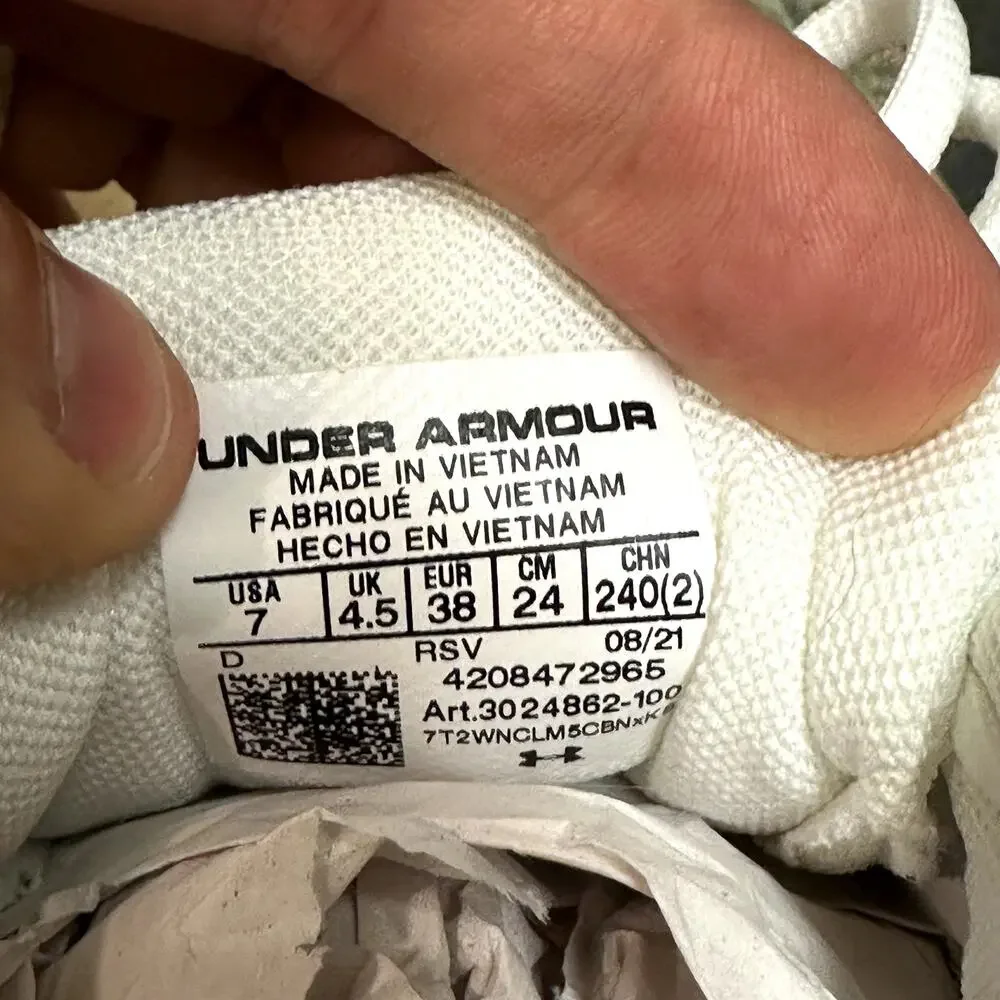 UNDER ARMOUR
MADE IN VIETNAM
FABRIQUÉ AU VIETNAM
HECHO EN VIETNAM
USA UK EUR CM CHN
7 4.5 38 24 240(2)
D RSV 08/21
4208472965
Art.3024862-100